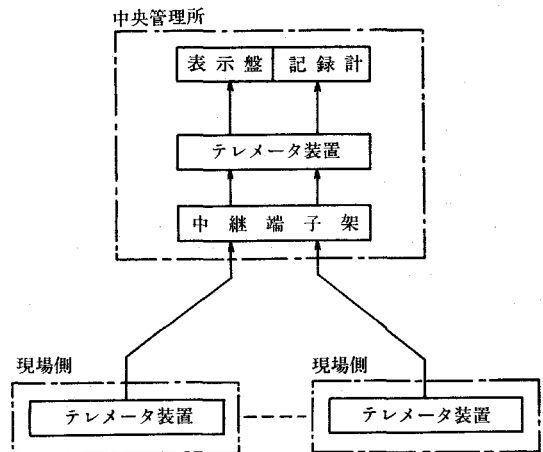 中央管理所
表示盤 記録計
テレメータ装置
中継端子架
現場側 現場側
テレメータ装置 テレメータ装置